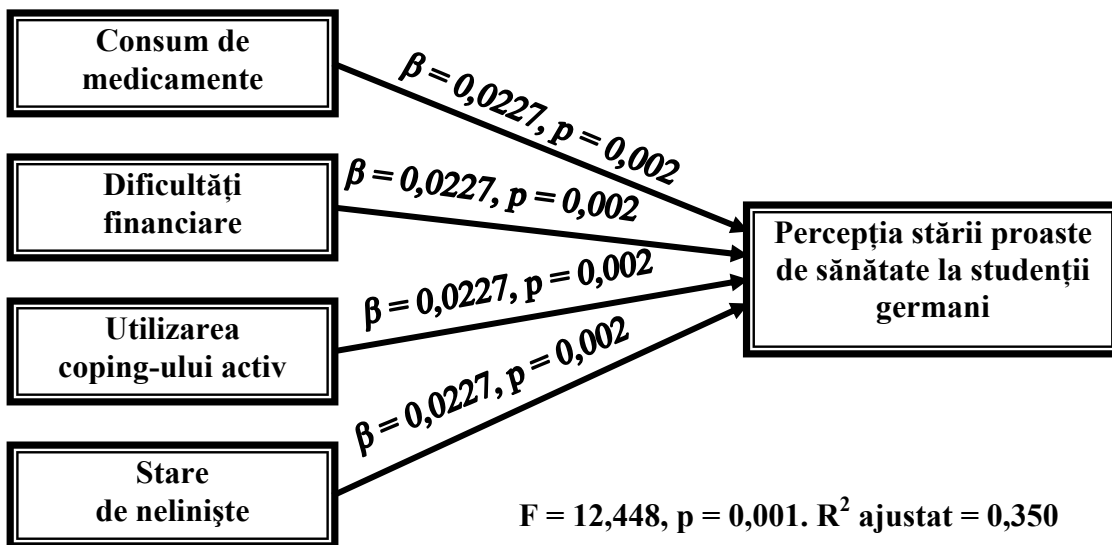 Consum de
medicamente
β = 0,0227, p = 0,002
Dificultăți
financiare
β = 0,0227, p = 0,002
Utilizarea
coping-ului activ
β = 0,0227, p = 0,002
Stare
de neliniște
β = 0,0227, p = 0,002
Percepția stării proaste
de sănătate la studenții
germani
F = 12,448, p = 0,001. R² ajustat = 0,350